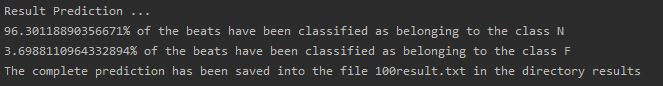 Result Prediction ...
96.30118890356671% of the beats have been classified as belonging to the class N
3.6988110964332894% of the beats have been classified as belonging to the class F
The complete prediction has been saved into the file 100result.txt in the directory results